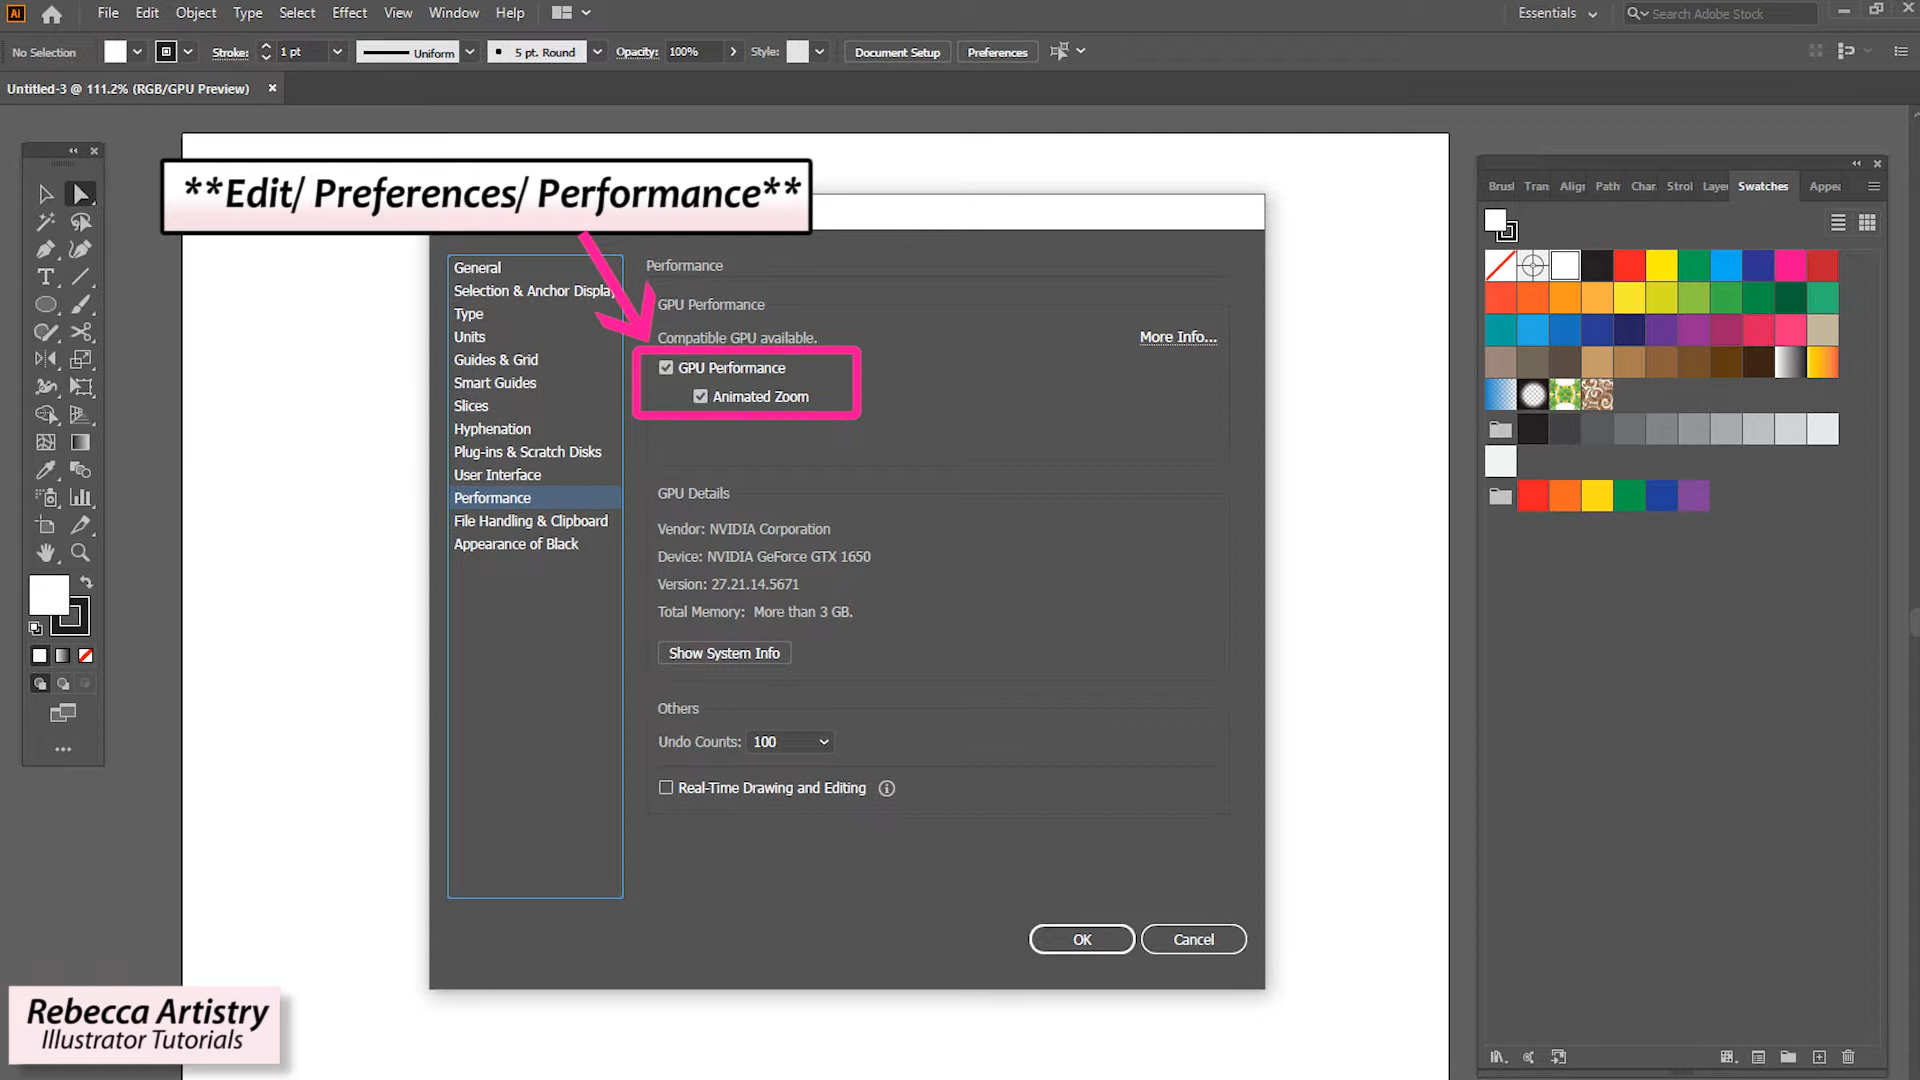 Ai File Edit Object Type Select Effect View Window Help Essentials Search Adobe Stock
No Selection Stroke: 1 pt Uniform 5 pt. Round Opacity: 100% Style: Document Setup Preferences
Untitled-3 @ 111.2% (RGB/GPU Preview)
**Edit/ Preferences/ Performance**
General
Selection & Anchor Display
Type
Units
Guides & Grid
Smart Guides
Slices
Hyphenation
Plug-ins & Scratch Disks
User Interface
Performance
File Handling & Clipboard
Appearance of Black
Performance
GPU Performance
Compatible GPU available.
More Info...
GPU Performance
Animated Zoom
GPU Details
Vendor: NVIDIA Corporation
Device: NVIDIA GeForce GTX 1650
Version: 27.21.14.5671
Total Memory: More than 3 GB.
Show System Info
Others
Undo Counts: 100
Real-Time Drawing and Editing
OK Cancel
Brusl Tran Aligr Path Char Strol Laye Swatches Appea
Rebecca Artistry
Illustrator Tutorials